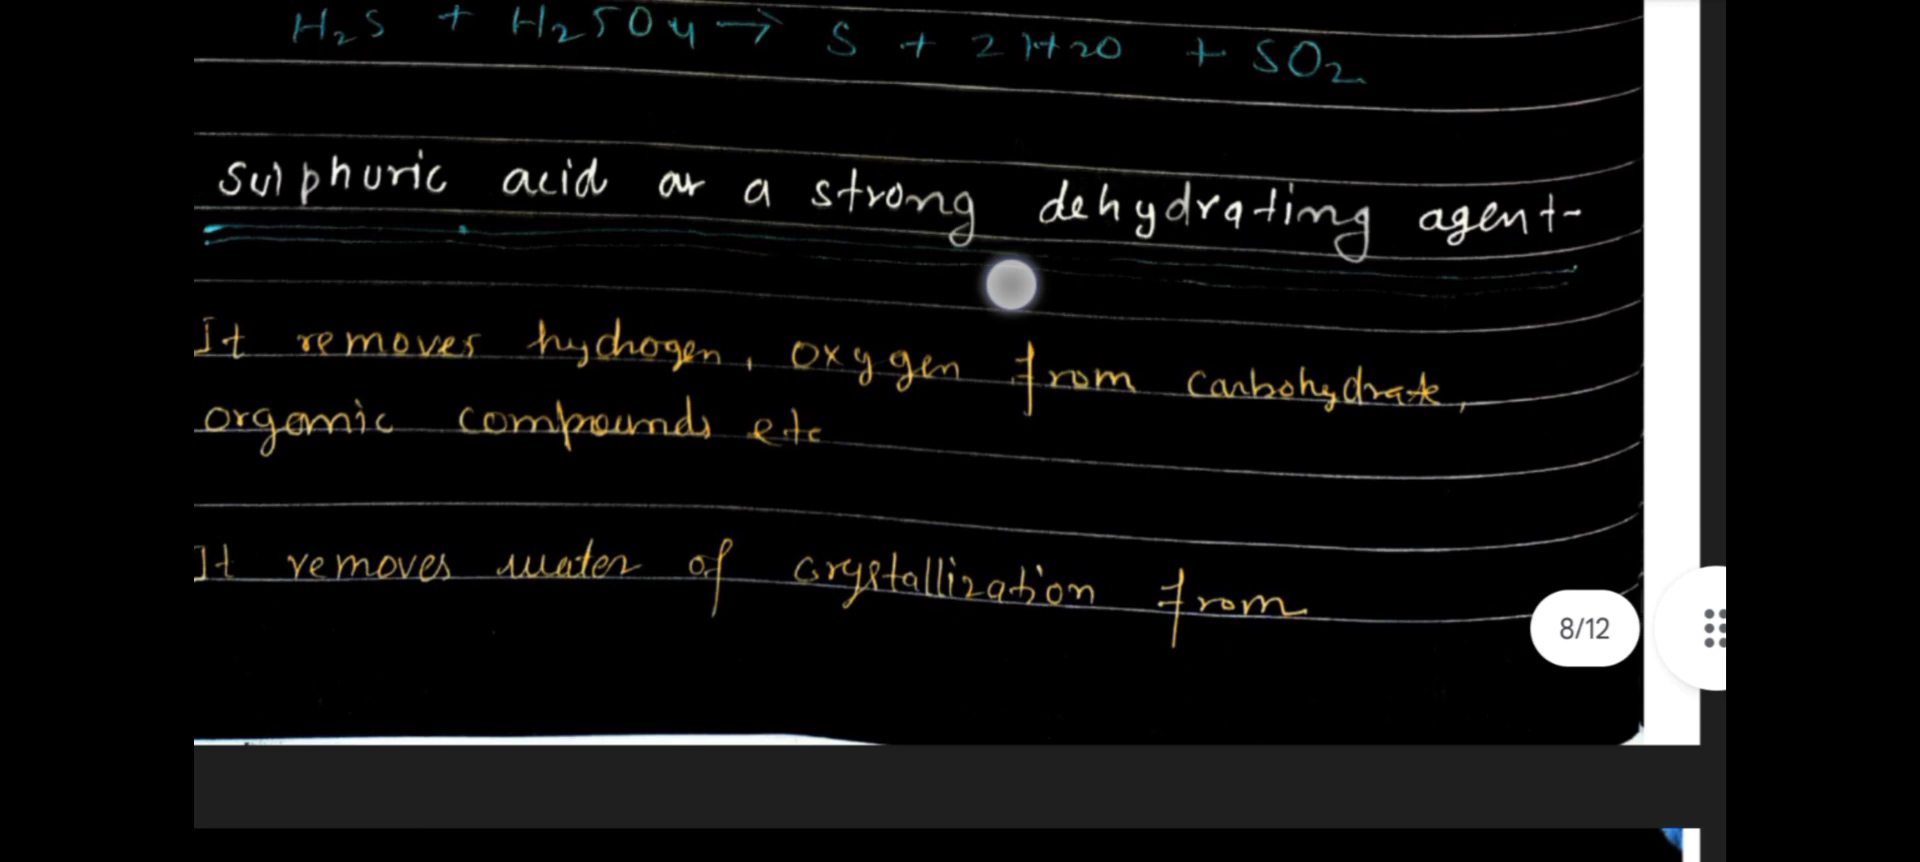 H2S + H2SO4 → S + 2H2O + SO2
sulphuric acid as a strong dehydrating agent-
It removes hydrogen, oxygen from carbohydrate,
organic compounds etc
It removes water of crystallization from
8/12